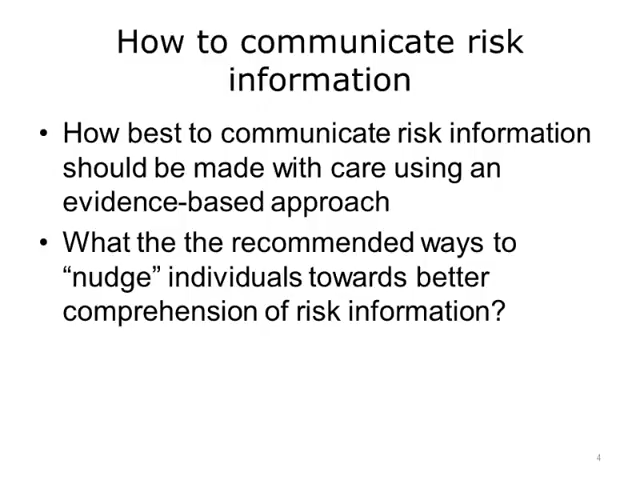 How to communicate risk
information
• How best to communicate risk information
should be made with care using an
evidence-based approach
• What the the recommended ways to
“nudge” individuals towards better
comprehension of risk information?
4